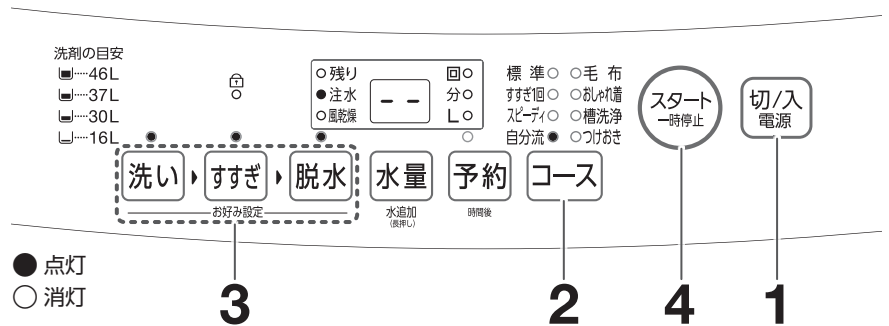 洗剤の目安
46L
37L
30L
16L
残り
注水
風乾燥
回
分
L
標準
すすぎ1回
スピーディ
自分流
毛布
おしゃれ着
槽洗浄
つけおき
スタート
一時停止
切/入
電源
洗い
すすぎ
脱水
お好み設定
水量
水追加
(長押し)
予約
時間後
コース
点灯
消灯
3
2
4
1